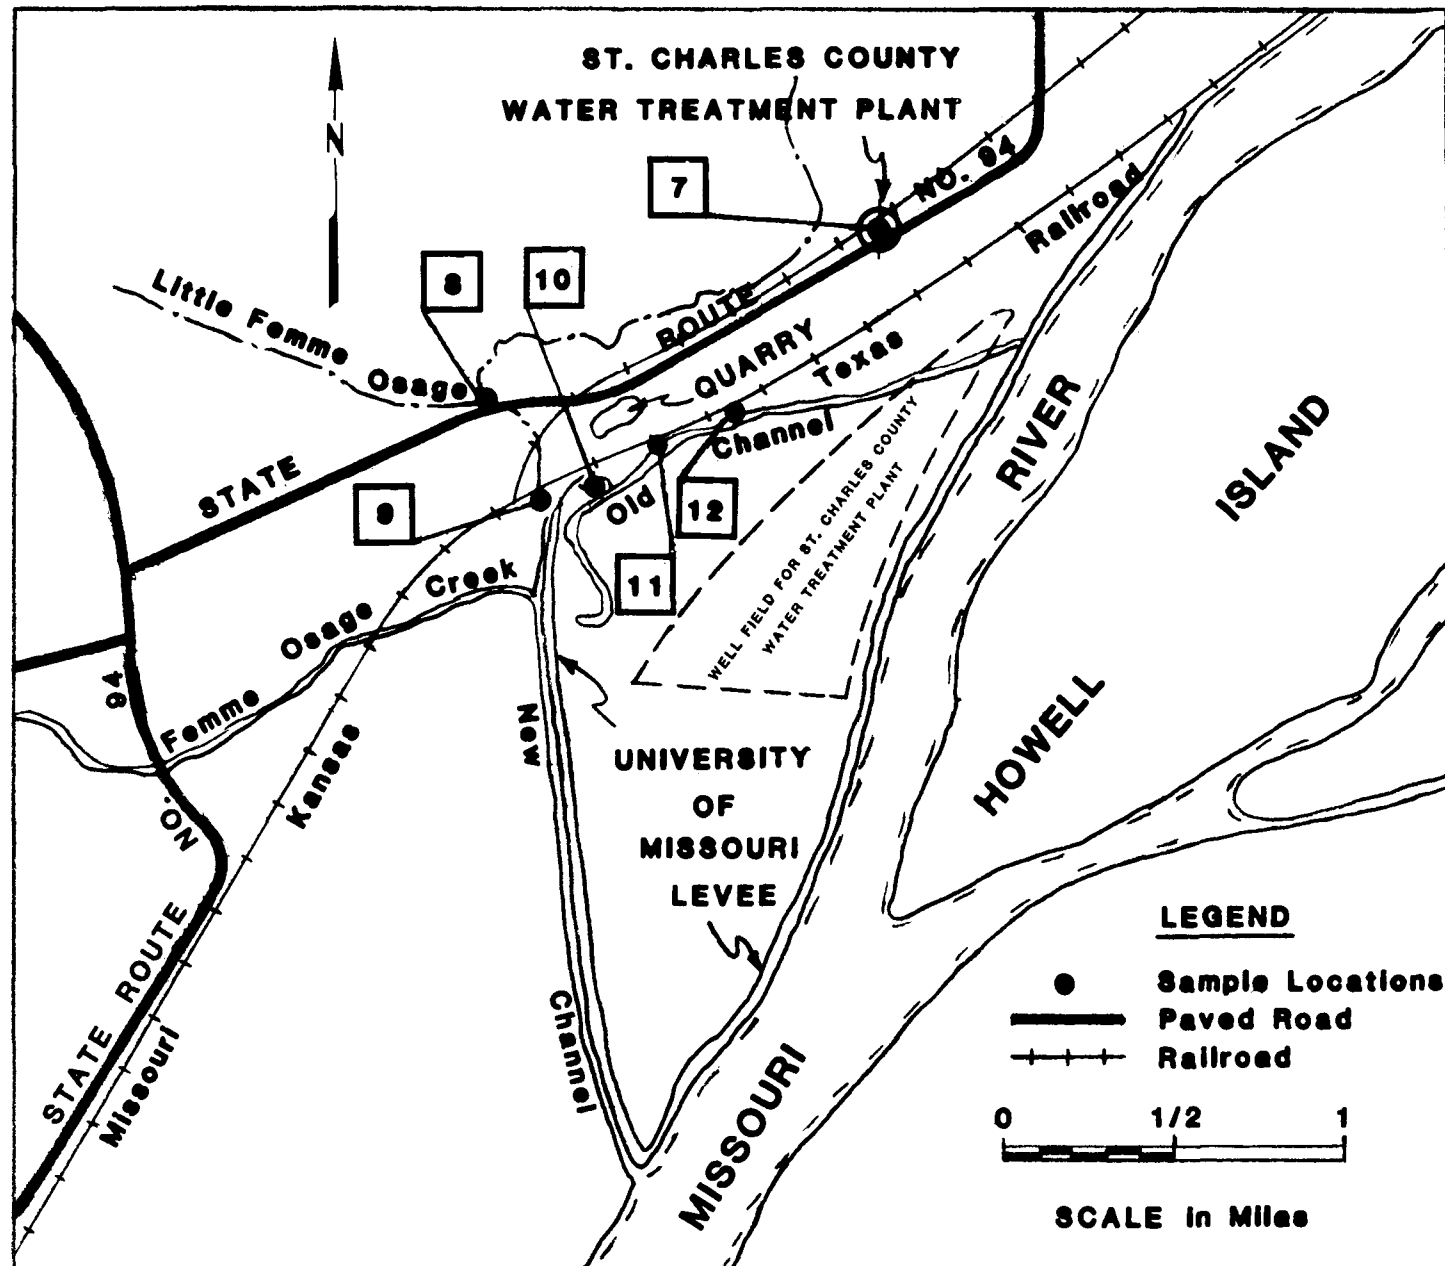 ST. CHARLES COUNTY
WATER TREATMENT PLANT
N
7
NO. 94
Railroad
8
10
Little Femme Osage
ROUTE
QUARRY
Texas
Channel
STATE
9
Old
12
11
WELL FIELD FOR ST. CHARLES COUNTY
WATER TREATMENT PLANT
RIVER
ISLAND
Femme Osage Creek
94
NO.
Kansas
New
UNIVERSITY
OF
MISSOURI
LEVEE
HOWELL
STATE ROUTE
Missouri
Channel
MISSOURI
LEGEND
Sample Locations
Paved Road
Railroad
0 1/2 1
SCALE in Miles